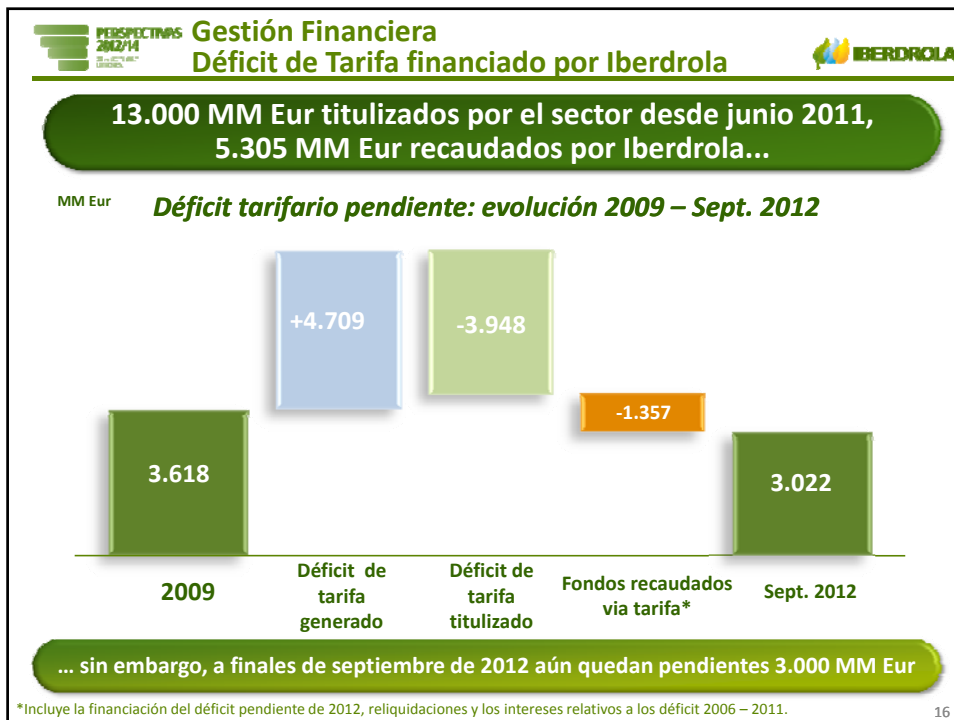 PERSPECTIVAS
2012/14
Gestión Financiera
Déficit de Tarifa financiado por Iberdrola
IBERDROLA
13.000 MM Eur titulizados por el sector desde junio 2011,
5.305 MM Eur recaudados por Iberdrola...
MM Eur
Déficit tarifario pendiente: evolución 2009 – Sept. 2012
+4.709
-3.948
-1.357
3.618
3.022
2009
Déficit de
tarifa
generado
Déficit de
tarifa
titulizado
Fondos recaudados
via tarifa*
Sept. 2012
... sin embargo, a finales de septiembre de 2012 aún quedan pendientes 3.000 MM Eur
*Incluye la financiación del déficit pendiente de 2012, reliquidaciones y los intereses relativos a los déficit 2006 – 2011.
16